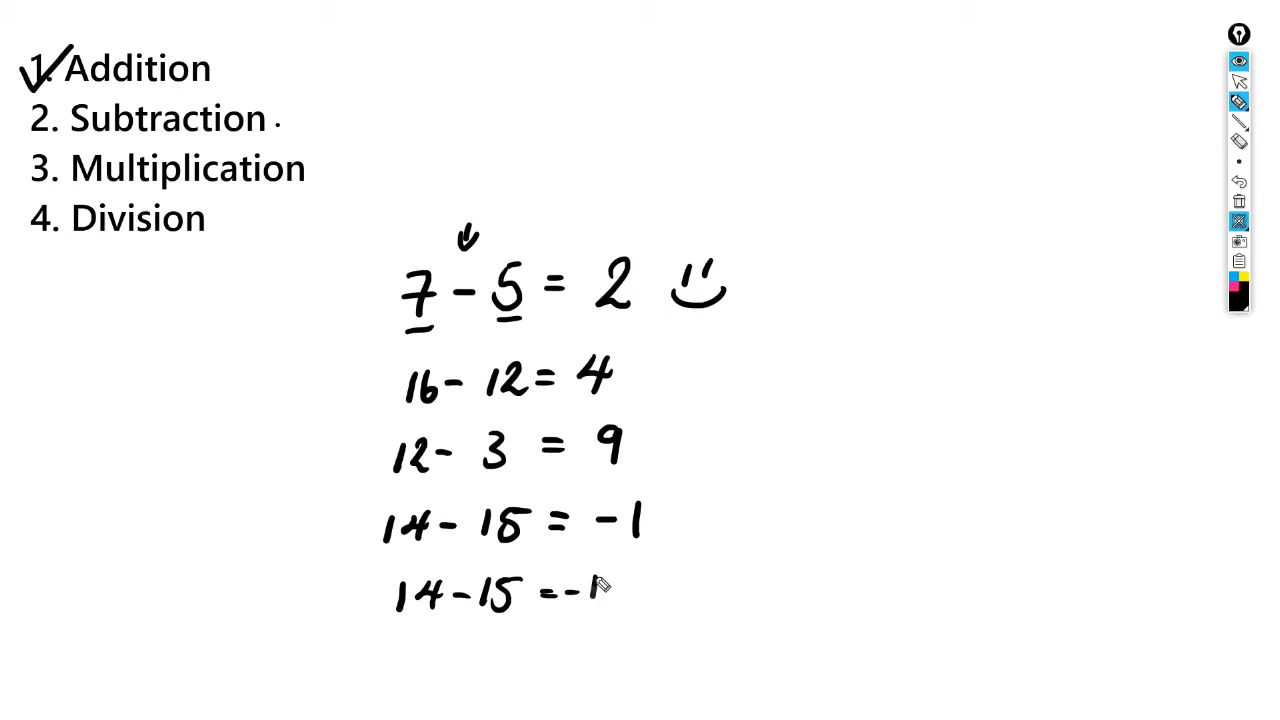 1. Addition
2. Subtraction .
3. Multiplication
4. Division
7 - 5 = 2
16 - 12 = 4
12 - 3 = 9
14 - 15 = -1
14 - 15 = -1